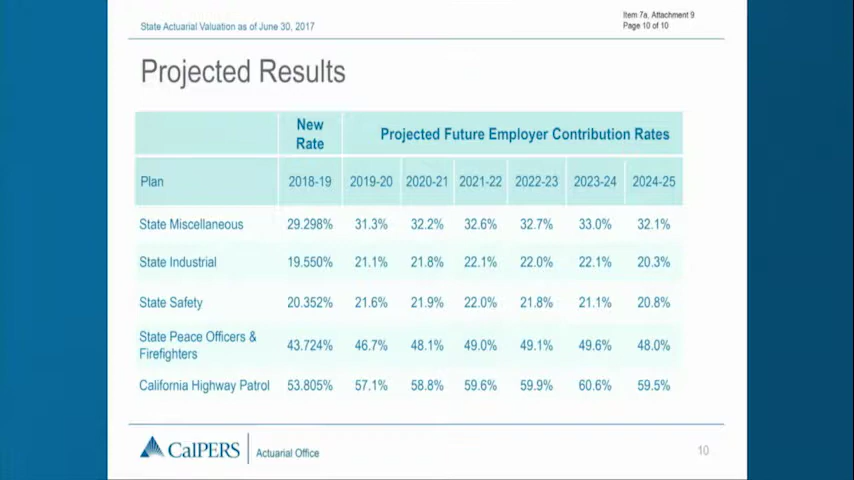 State Actuarial Valuation as of June 30, 2017
Item 7a, Attachment 9
Page 10 of 10
Projected Results
New
Rate
Projected Future Employer Contribution Rates
Plan 2018-19 2019-20 2020-21 2021-22 2022-23 2023-24 2024-25
State Miscellaneous 29.298% 31.3% 32.2% 32.6% 32.7% 33.0% 32.1%
State Industrial 19.550% 21.1% 21.8% 22.1% 22.0% 22.1% 20.3%
State Safety 20.352% 21.6% 21.9% 22.0% 21.8% 21.1% 20.8%
State Peace Officers &
Firefighters 43.724% 46.7% 48.1% 49.0% 49.1% 49.6% 48.0%
California Highway Patrol 53.805% 57.1% 58.8% 59.6% 59.9% 60.6% 59.5%
CalPERS Actuarial Office
10